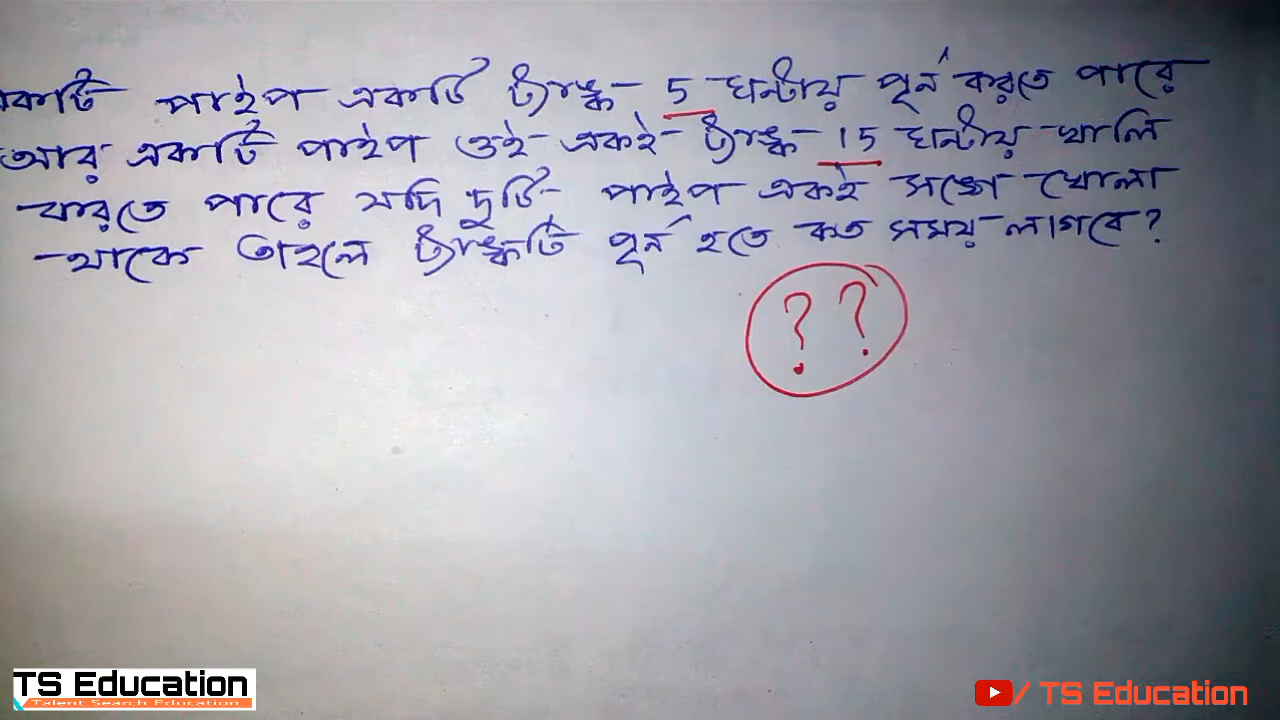 একটি পাইপ একটি ট্যাঙ্ক 5 ঘন্টায় পূর্ন করতে পারে
আর একটি পাইপ ওই একই ট্যাঙ্ক 15 ঘন্টায় খালি
করতে পারে যদি দুটি পাইপ একই সঙ্গে খোলা
থাকে তাহলে ট্যাঙ্কটি পূর্ন হতে কত সময় লাগবে?
??
TS Education
Talent Search Education
/ TS Education